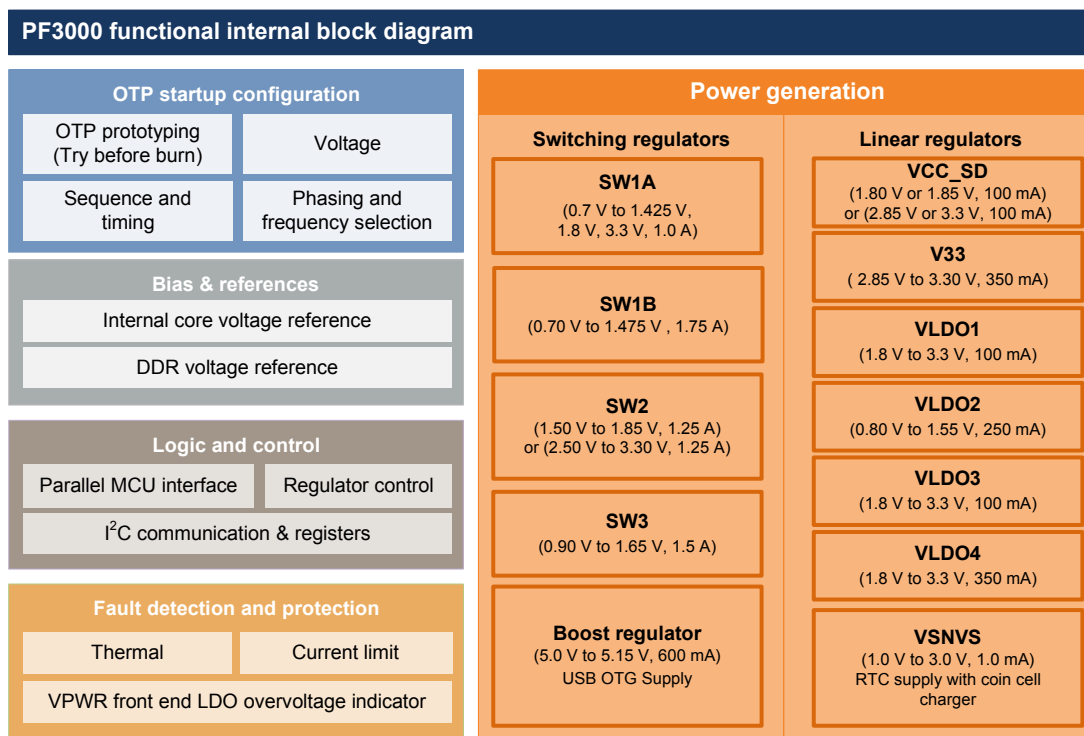 PF3000 functional internal block diagram
OTP startup configuration
OTP prototyping
(Try before burn)
Voltage
Sequence and
timing
Phasing and
frequency selection
Bias & references
Internal core voltage reference
DDR voltage reference
Logic and control
Parallel MCU interface
Regulator control
I²C communication & registers
Fault detection and protection
Thermal
Current limit
VPWR front end LDO overvoltage indicator
Power generation
Switching regulators
SW1A
(0.7 V to 1.425 V,
1.8 V, 3.3 V, 1.0 A)
SW1B
(0.70 V to 1.475 V , 1.75 A)
SW2
(1.50 V to 1.85 V, 1.25 A)
or (2.50 V to 3.30 V, 1.25 A)
SW3
(0.90 V to 1.65 V, 1.5 A)
Boost regulator
(5.0 V to 5.15 V, 600 mA)
USB OTG Supply
Linear regulators
VCC_SD
(1.80 V or 1.85 V, 100 mA)
or (2.85 V or 3.3 V, 100 mA)
V33
( 2.85 V to 3.30 V, 350 mA)
VLDO1
(1.8 V to 3.3 V, 100 mA)
VLDO2
(0.80 V to 1.55 V, 250 mA)
VLDO3
(1.8 V to 3.3 V, 100 mA)
VLDO4
(1.8 V to 3.3 V, 350 mA)
VSNVS
(1.0 V to 3.0 V, 1.0 mA)
RTC supply with coin cell
charger